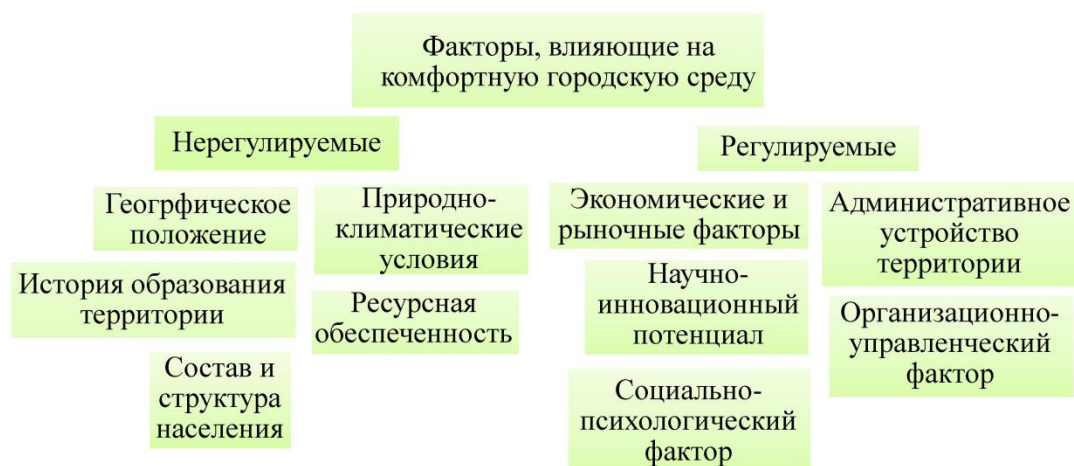 Факторы, влияющие на
комфортную городскую среду
Нерегулируемые
Регулируемые
Геогрфическое
положение
Природно-
климатические
условия
История образования
территории
Ресурсная
обеспеченность
Состав и
структура
населения
Экономические и
рыночные факторы
Административное
устройство
территории
Научно-
инновационный
потенциал
Организационно-
управленческий
фактор
Социально-
психологический
фактор